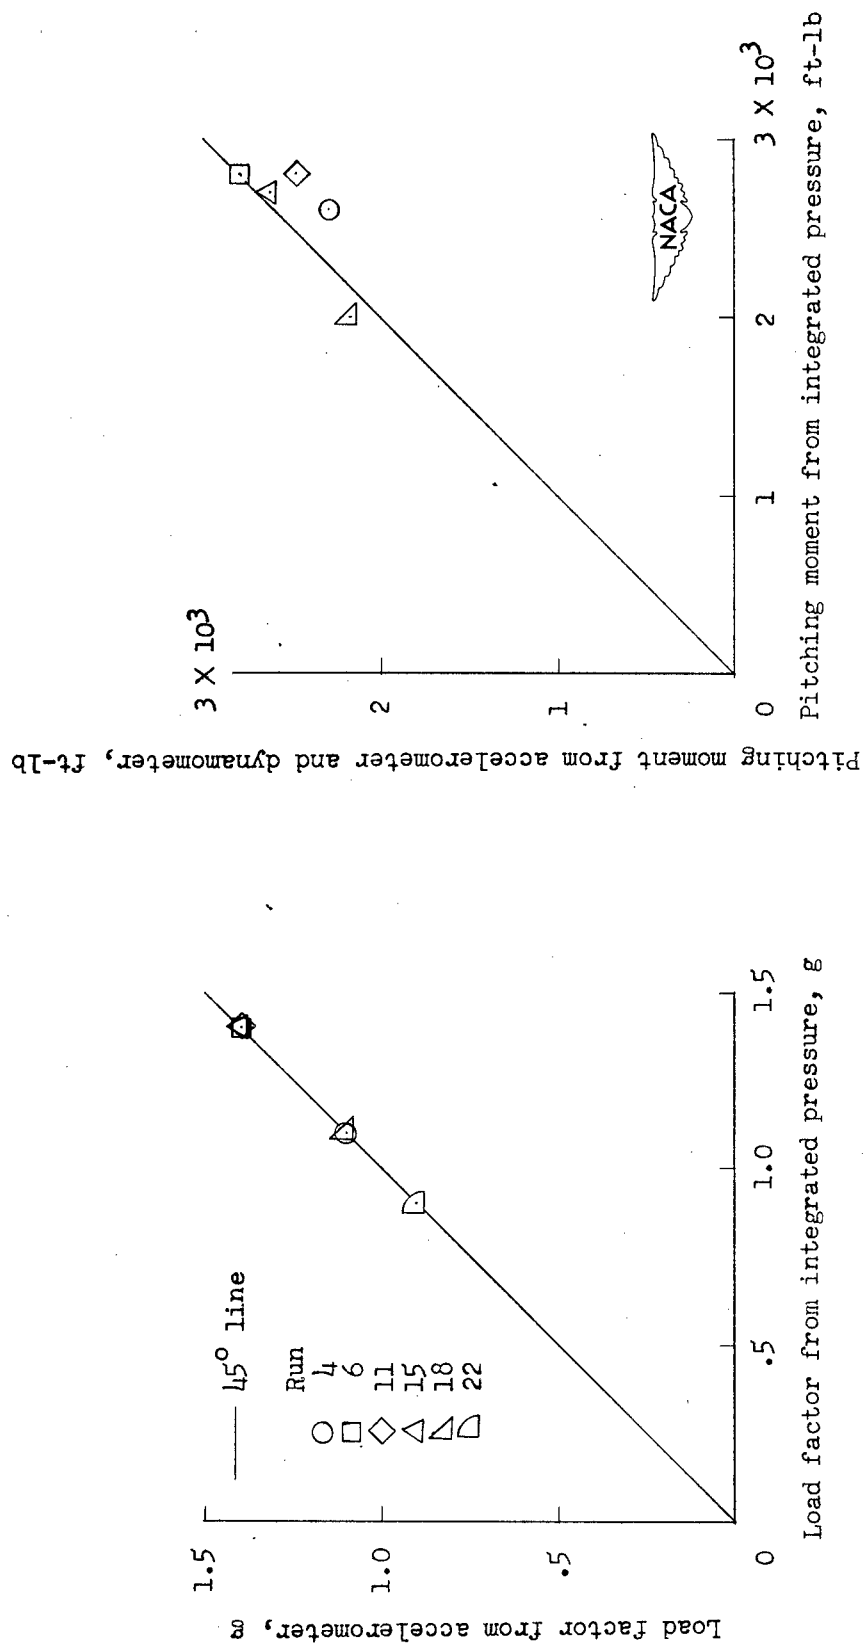 Load factor from accelerometer, g
1.5
1.0
.5
0
.5
1.0
1.5
Load factor from integrated pressure, g
45° line
Run
4
6
11
15
18
22
Pitching moment from accelerometer and dynamometer, ft-lb
3 X 10³
2
1
0
1
2
3 X 10³
Pitching moment from integrated pressure, ft-lb
NACA